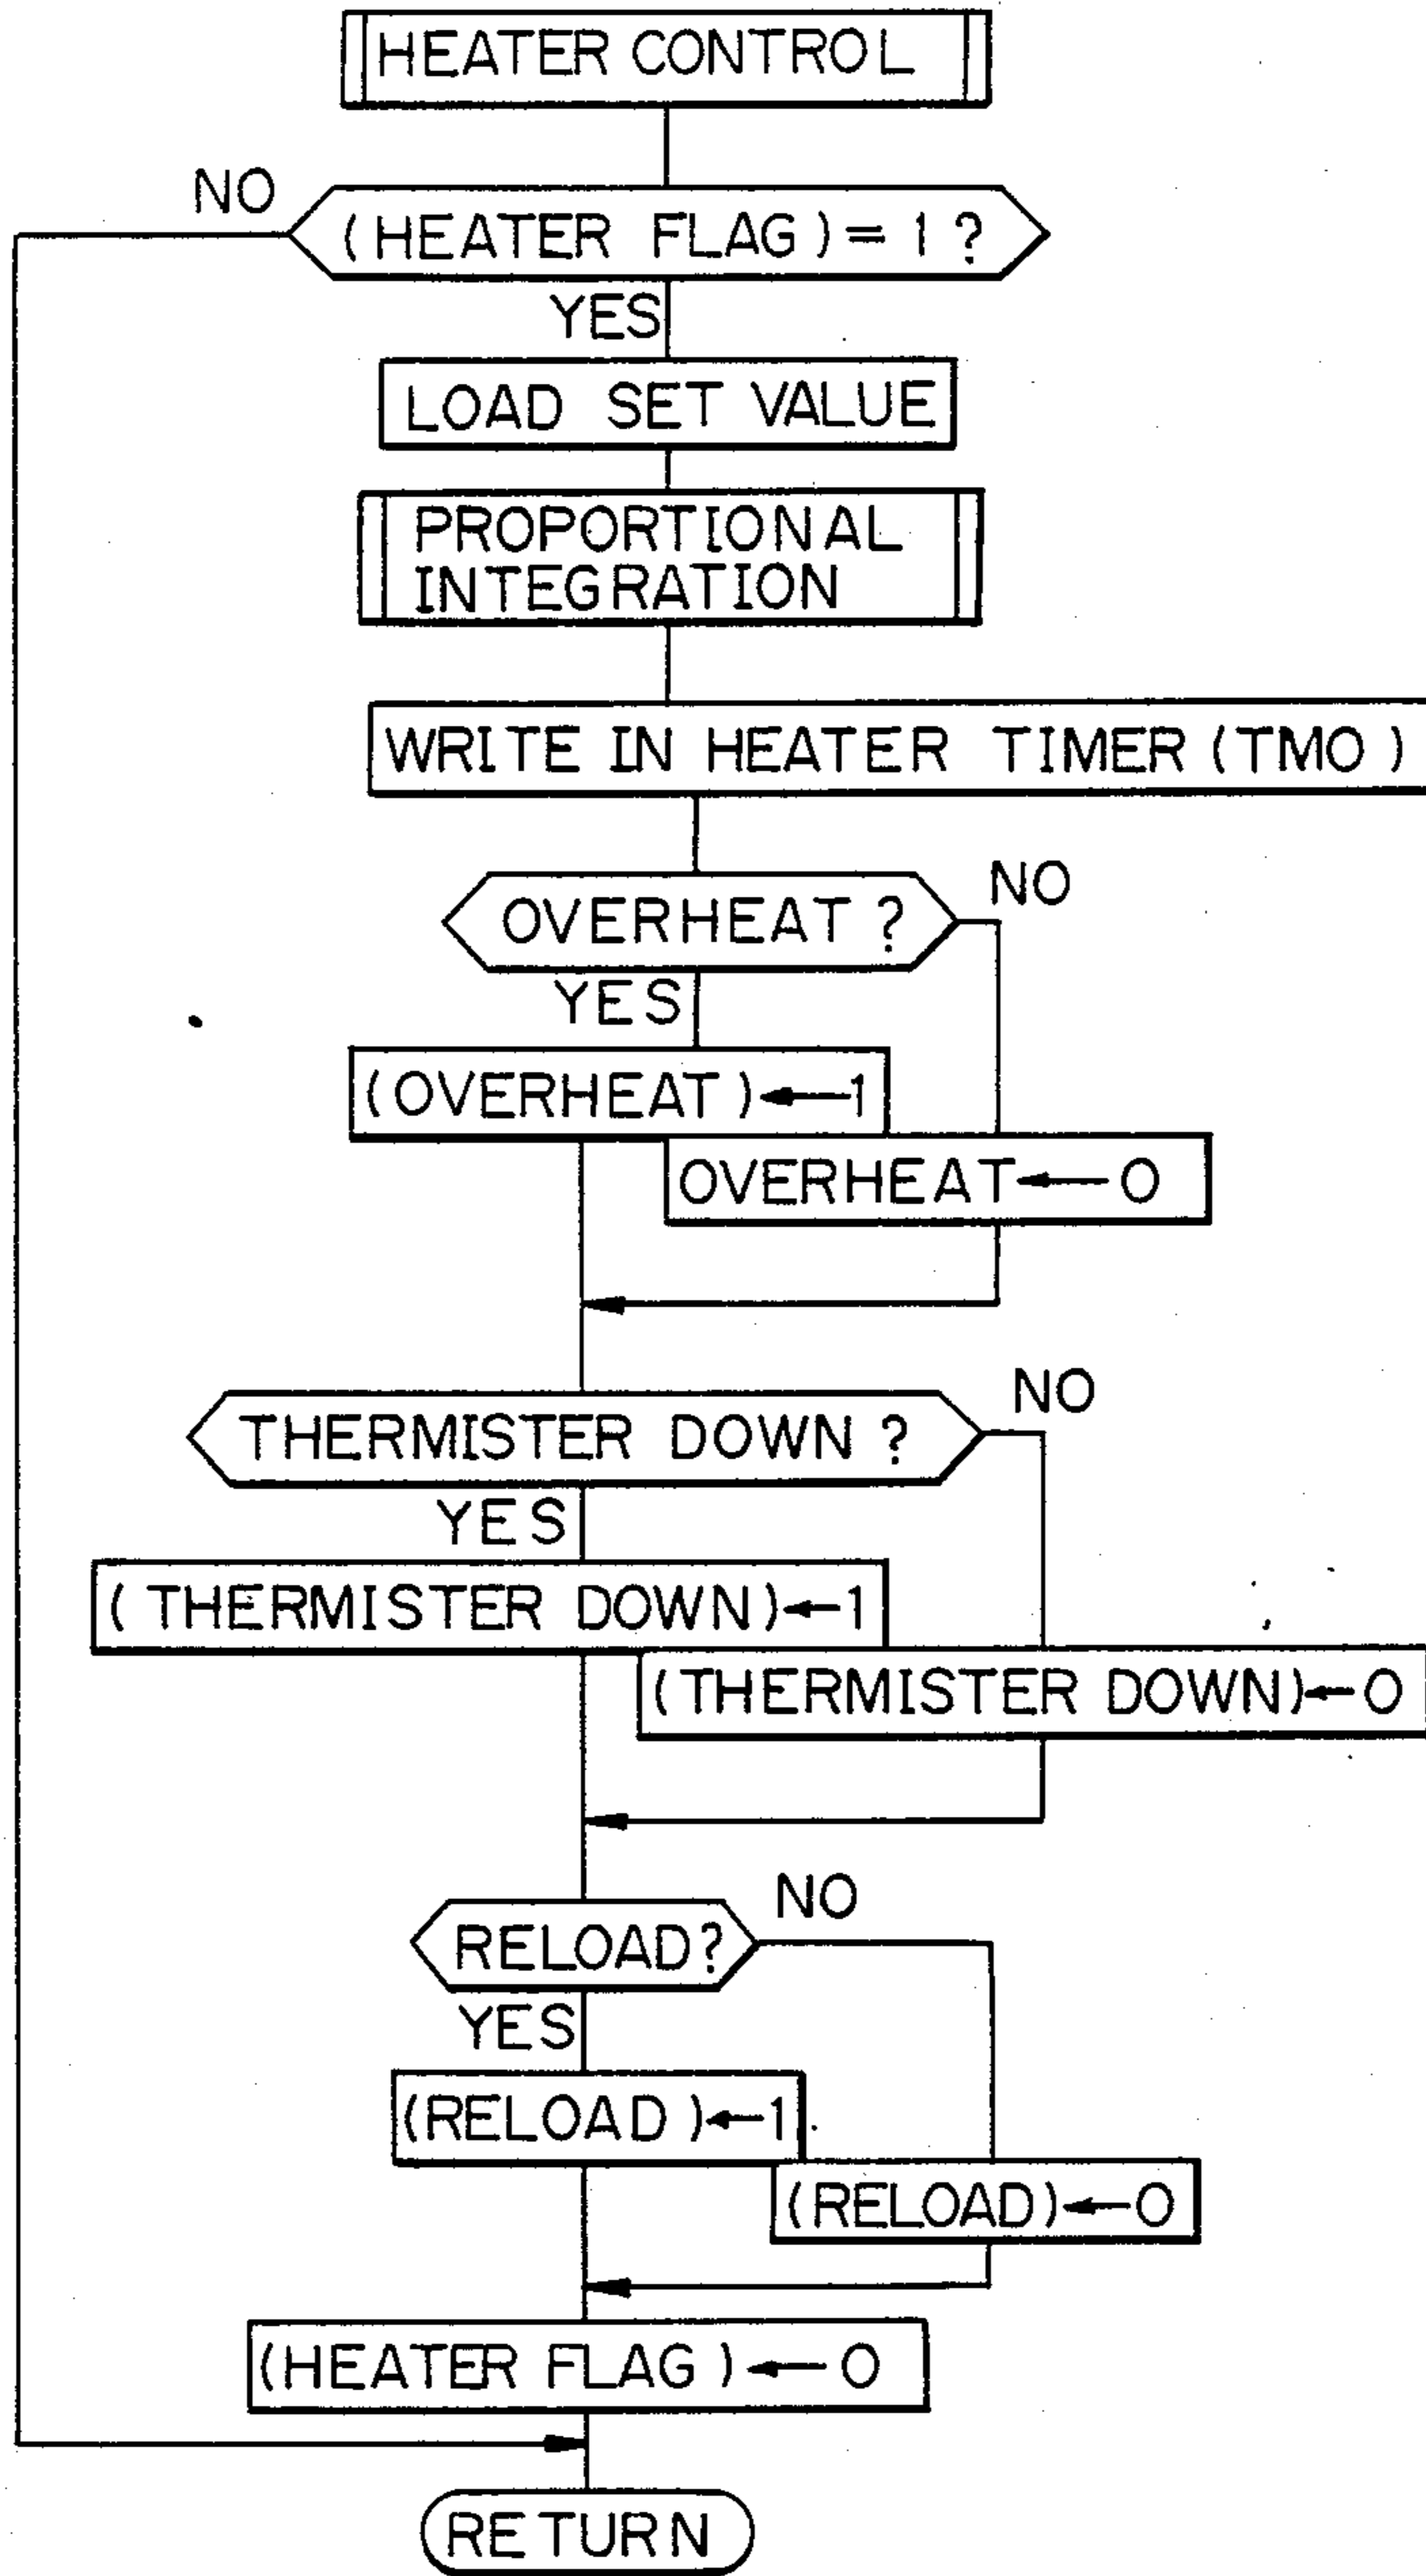 HEATER CONTROL
NO
(HEATER FLAG) = 1 ?
YES
LOAD SET VALUE
PROPORTIONAL
INTEGRATION
WRITE IN HEATER TIMER (TMO)
OVERHEAT ?
NO
YES
(OVERHEAT) ← 1
OVERHEAT ← 0
THERMISTER DOWN ?
NO
YES
(THERMISTER DOWN) ← 1
(THERMISTER DOWN) ← 0
RELOAD?
NO
YES
(RELOAD) ← 1
(RELOAD) ← 0
(HEATER FLAG) ← 0
RETURN